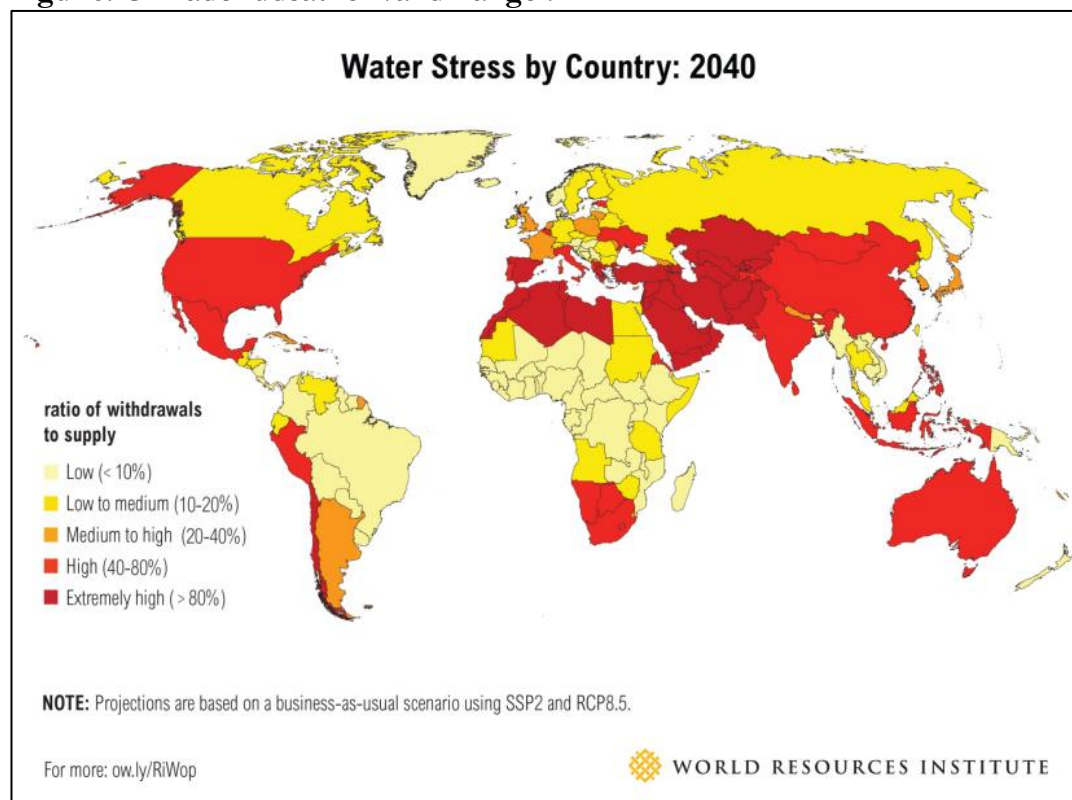 Water Stress by Country: 2040
ratio of withdrawals
to supply
Low (< 10%)
Low to medium (10-20%)
Medium to high (20-40%)
High (40-80%)
Extremely high ( > 80%)
NOTE: Projections are based on a business-as-usual scenario using SSP2 and RCP8.5.
For more: ow.ly/RiWop
WORLD RESOURCES INSTITUTE